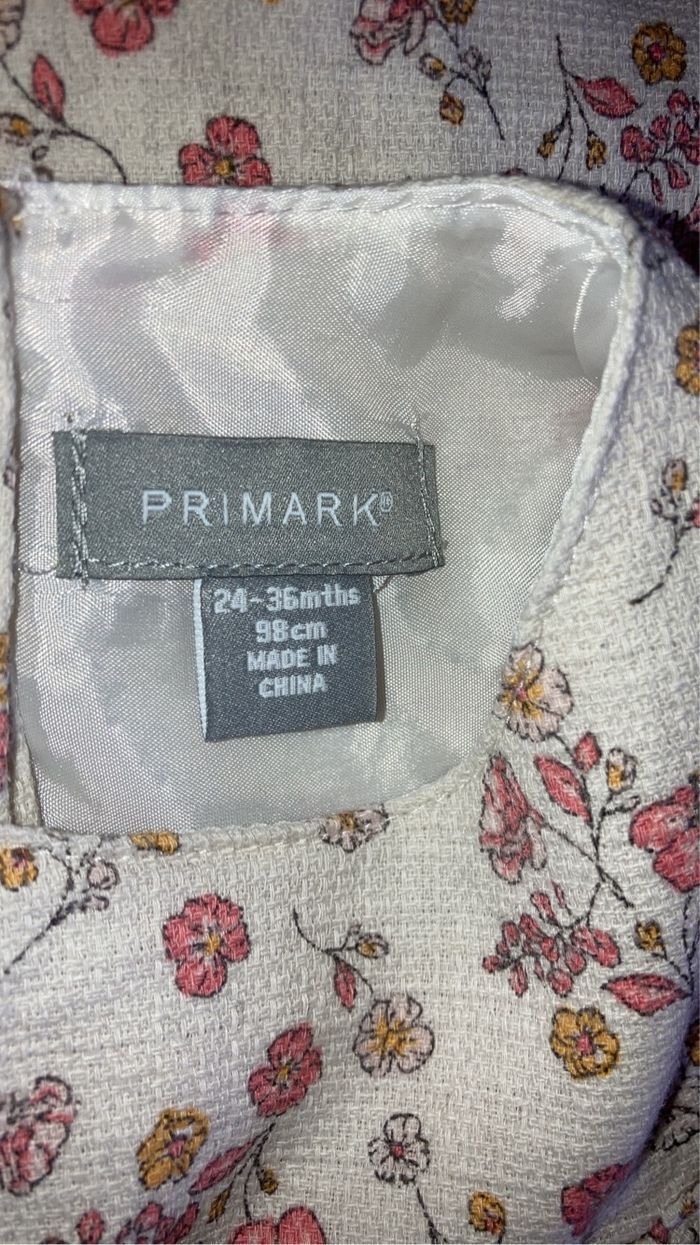 PRIMARK®
24-36mths
98cm
MADE IN
CHINA